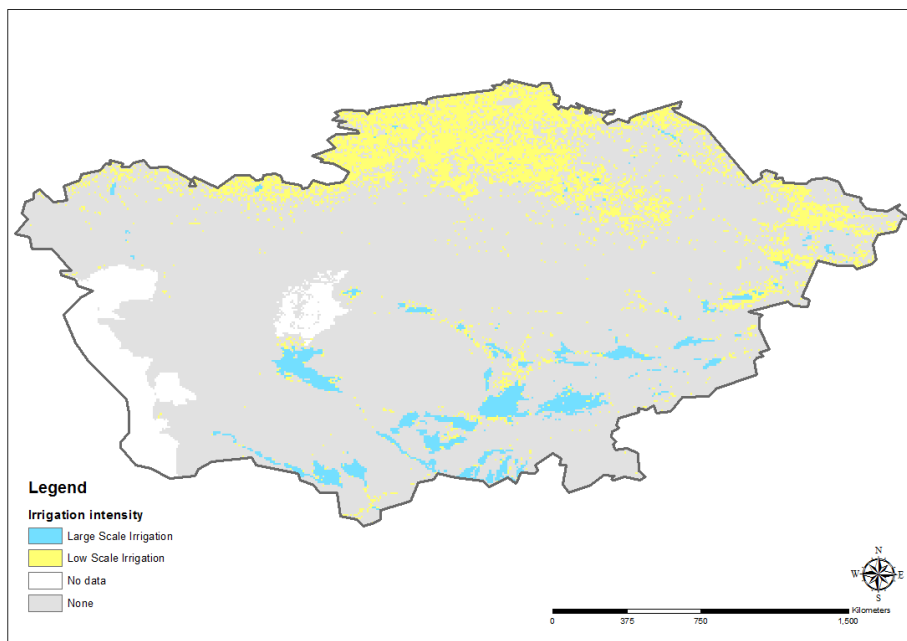 Legend
Irrigation intensity
Large Scale Irrigation
Low Scale Irrigation
No data
None
N
W E
S
Kilometers
0 375 750 1,500